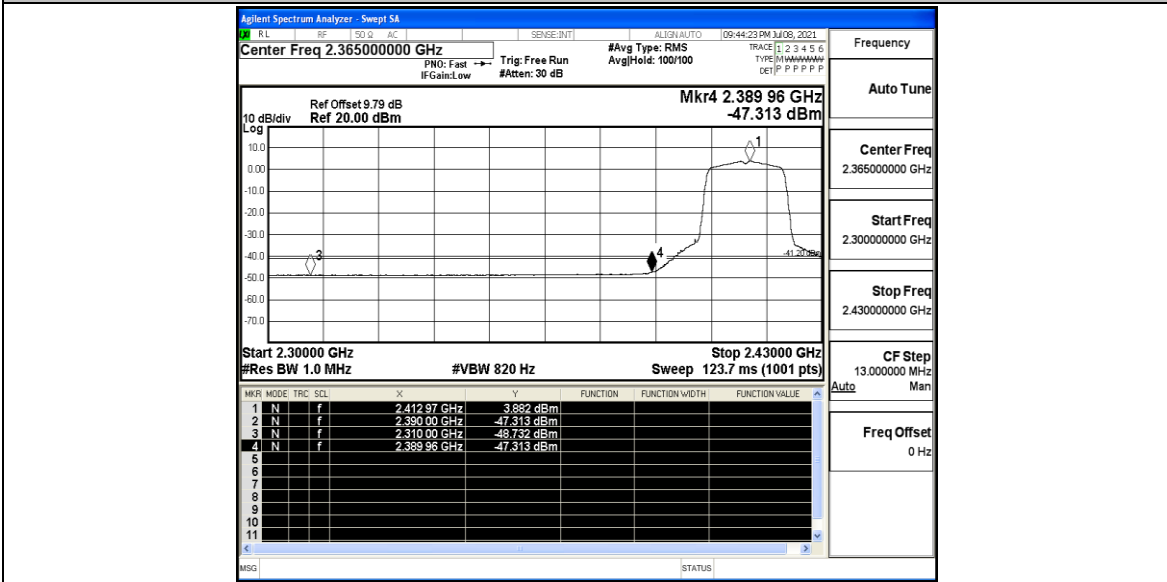 Agilent Spectrum Analyzer - Swept SA
RL RF 50 Ω AC SENSE:INT ALIGNAUTO 09:44:23 PM Jul 08, 2021
Center Freq 2.365000000 GHz
PNO: Fast
IFGain:Low
Trig: Free Run
#Atten: 30 dB
#Avg Type: RMS
Avg|Hold: 100/100
TRACE 1 2 3 4 5 6
TYPE MWWWWW
DET P P P P P P
Ref Offset 9.79 dB
10 dB/div Ref 20.00 dBm
Log
Mkr4 2.389 96 GHz
-47.313 dBm
10.0
0.00
-10.0
-20.0
-30.0
-40.0
-50.0
-60.0
-70.0
1
3
4
-41.20 dBm
Start 2.30000 GHz Stop 2.43000 GHz
#Res BW 1.0 MHz #VBW 820 Hz Sweep 123.7 ms (1001 pts)
MKR MODE TRC SCL X Y FUNCTION FUNCTION WIDTH FUNCTION VALUE
1 N f 2.412 97 GHz 3.882 dBm
2 N f 2.390 00 GHz -47.313 dBm
3 N f 2.310 00 GHz -48.732 dBm
4 N f 2.389 96 GHz -47.313 dBm
5
6
7
8
9
10
11
MSG STATUS
Frequency
Auto Tune
Center Freq
2.365000000 GHz
Start Freq
2.300000000 GHz
Stop Freq
2.430000000 GHz
CF Step
13.000000 MHz
Auto Man
Freq Offset
0 Hz